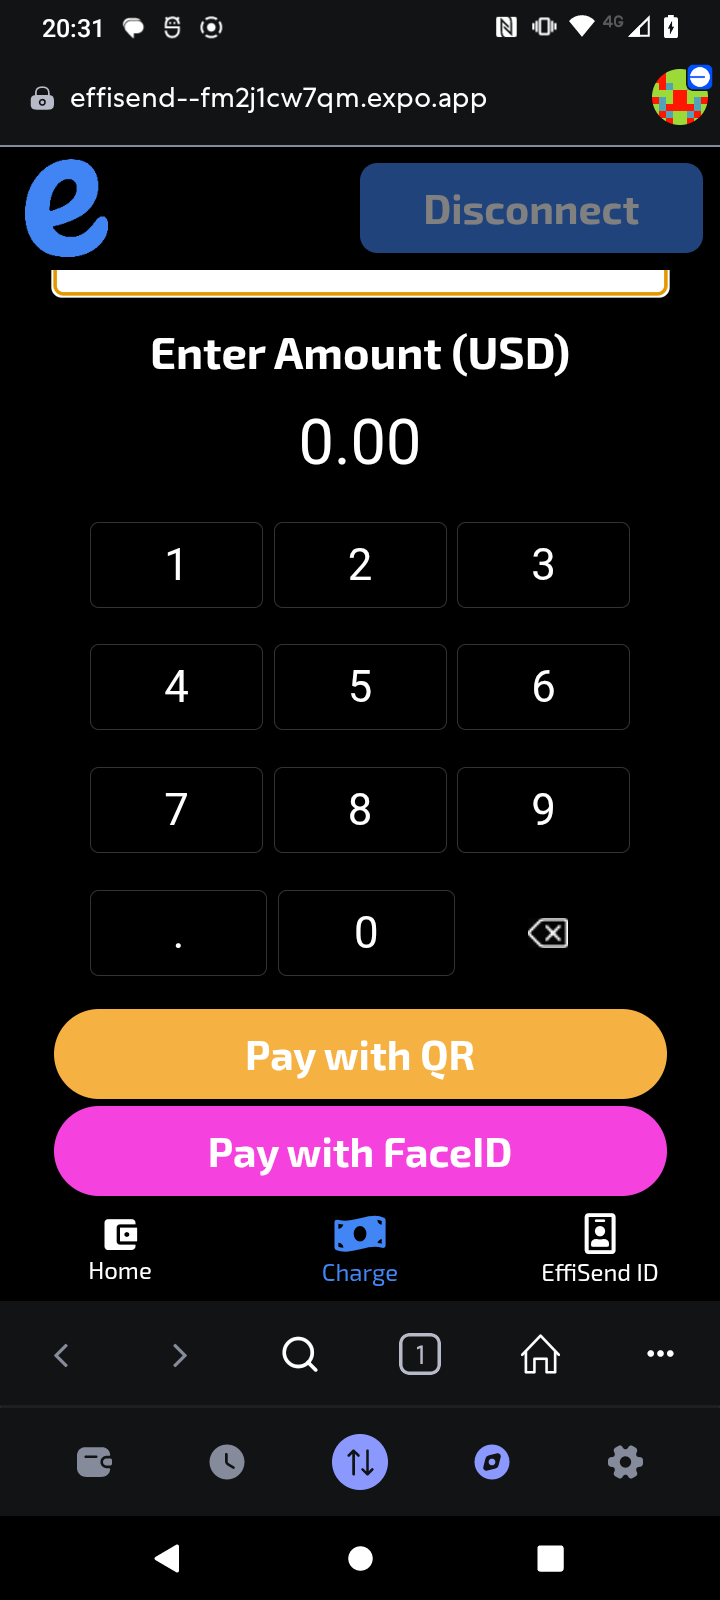 20:31
4G
effisend--fm2j1cw7qm.expo.app
e
Disconnect
Enter Amount (USD)
0.00
1 2 3
4 5 6
7 8 9
. 0
Pay with QR
Pay with FaceID
Home Charge EffiSend ID
1